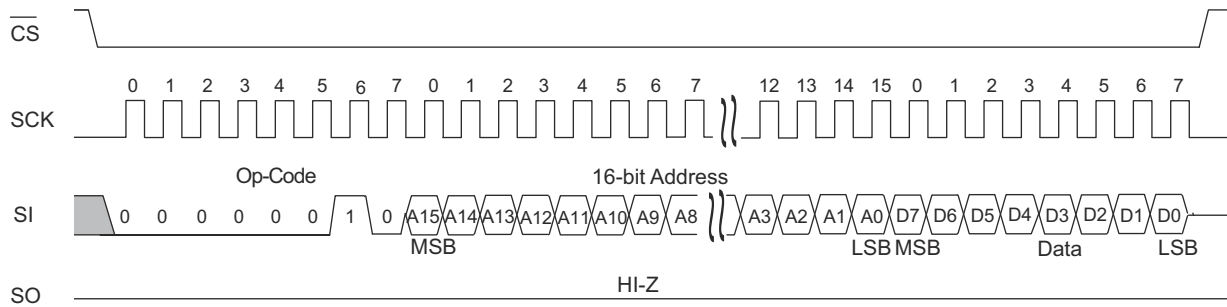 CS
0 1 2 3 4 5 6 7 0 1 2 3 4 5 6 7 12 13 14 15 0 1 2 3 4 5 6 7
SCK
Op-Code 16-bit Address
SI 0 0 0 0 0 0 1 0 A15 A14 A13 A12 A11 A10 A9 A8 A3 A2 A1 A0 D7 D6 D5 D4 D3 D2 D1 D0
MSB LSB MSB Data LSB
HI-Z
SO